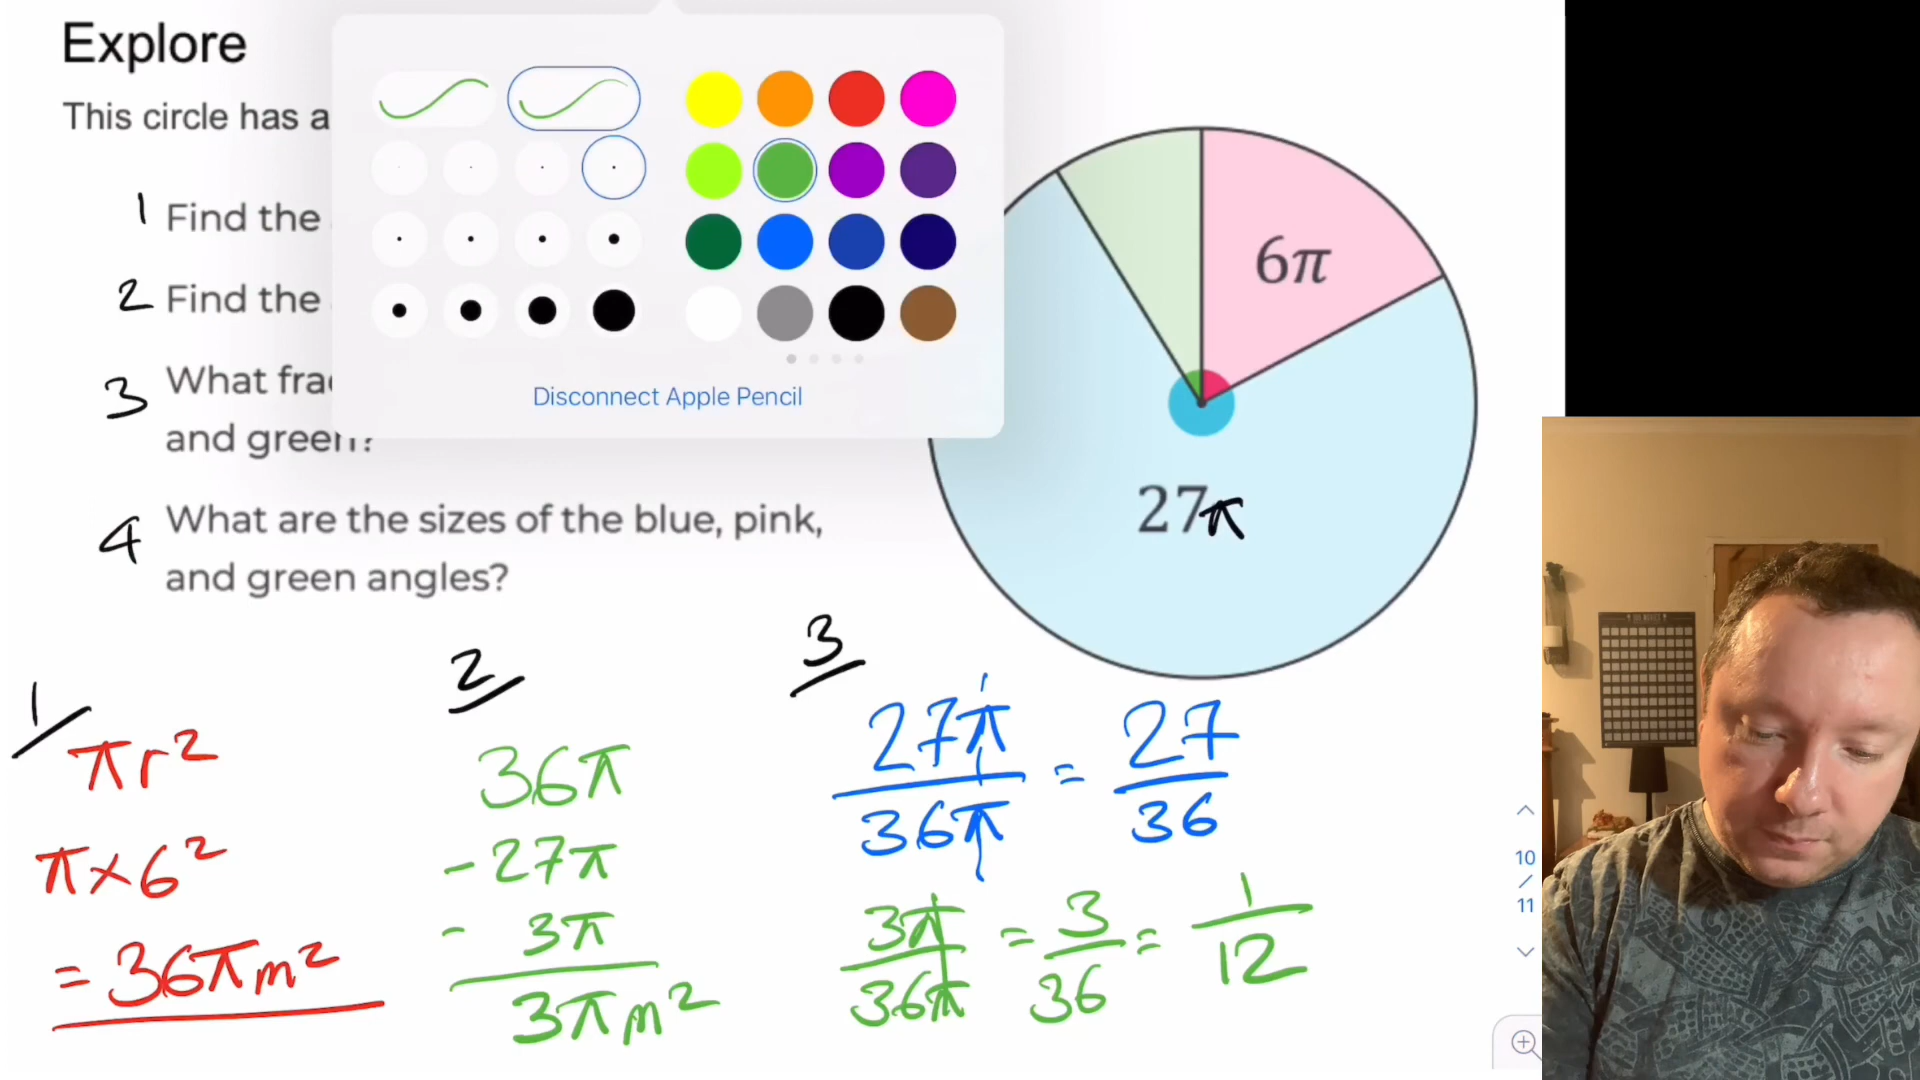 Explore
This circle has a
1 Find the
2 Find the
3 What frac
and green?
4 What are the sizes of the blue, pink,
and green angles?
Disconnect Apple Pencil
6π
27π
1
πr²
π×6²
=36πm²
2
36π
-27π
- 3π
3πm²
3
27π/36π = 27/36
3π/36π = 3/36 = 1/12
10
/
11